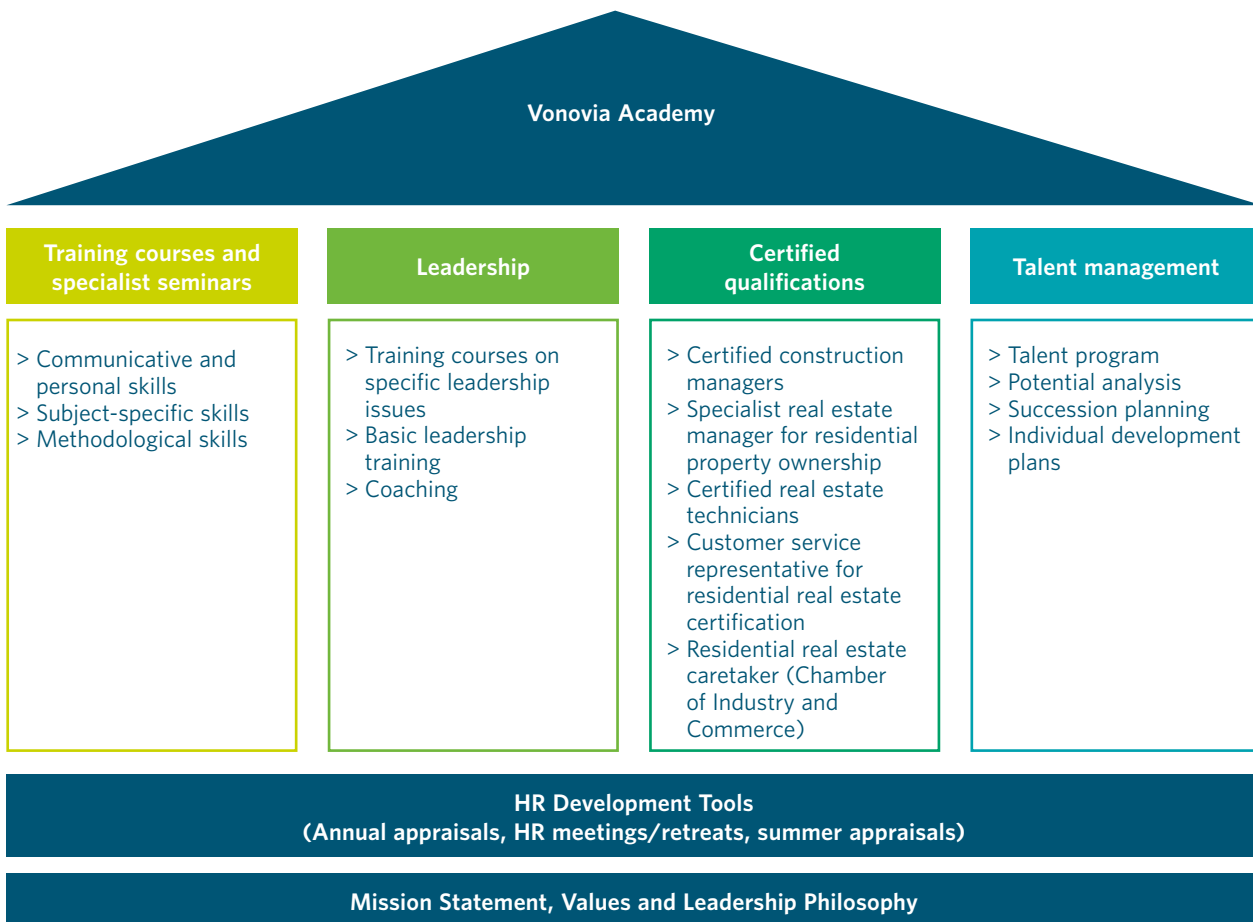 Vonovia Academy
Training courses and
specialist seminars
> Communicative and
personal skills
> Subject-specific skills
> Methodological skills
Leadership
> Training courses on
specific leadership
issues
> Basic leadership
training
> Coaching
Certified
qualifications
> Certified construction
managers
> Specialist real estate
manager for residential
property ownership
> Certified real estate
technicians
> Customer service
representative for
residential real estate
certification
> Residential real estate
caretaker (Chamber
of Industry and
Commerce)
Talent management
> Talent program
> Potential analysis
> Succession planning
> Individual development
plans
HR Development Tools
(Annual appraisals, HR meetings/retreats, summer appraisals)
Mission Statement, Values and Leadership Philosophy